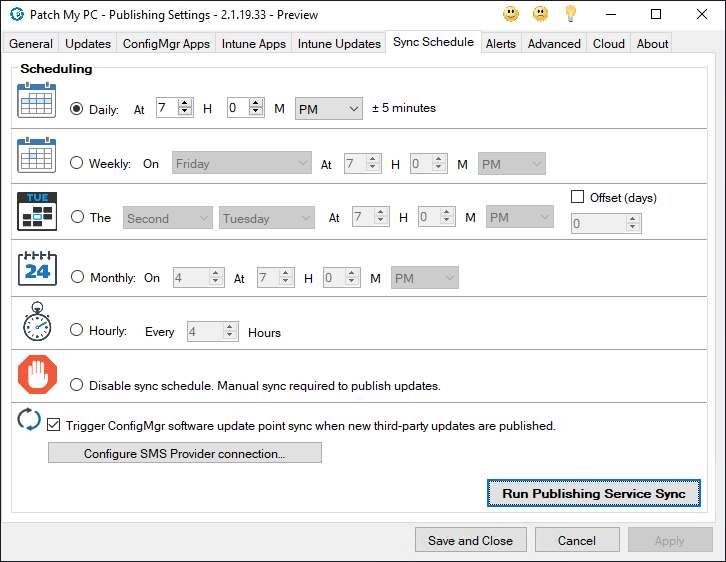 Patch My PC - Publishing Settings - 2.1.19.33 - Preview
General Updates ConfigMgr Apps Intune Apps Intune Updates Sync Schedule Alerts Advanced Cloud About
Scheduling
Daily: At 7 H 0 M PM ± 5 minutes
Weekly: On Friday At 7 H 0 M PM
TUE
Offset (days)
The Second Tuesday At 7 H 0 M PM 0
24
Monthly: On 4 At 7 H 0 M PM
Hourly: Every 4 Hours
Disable sync schedule. Manual sync required to publish updates.
Trigger ConfigMgr software update point sync when new third-party updates are published.
Configure SMS Provider connection...
Run Publishing Service Sync
Save and Close Cancel Apply